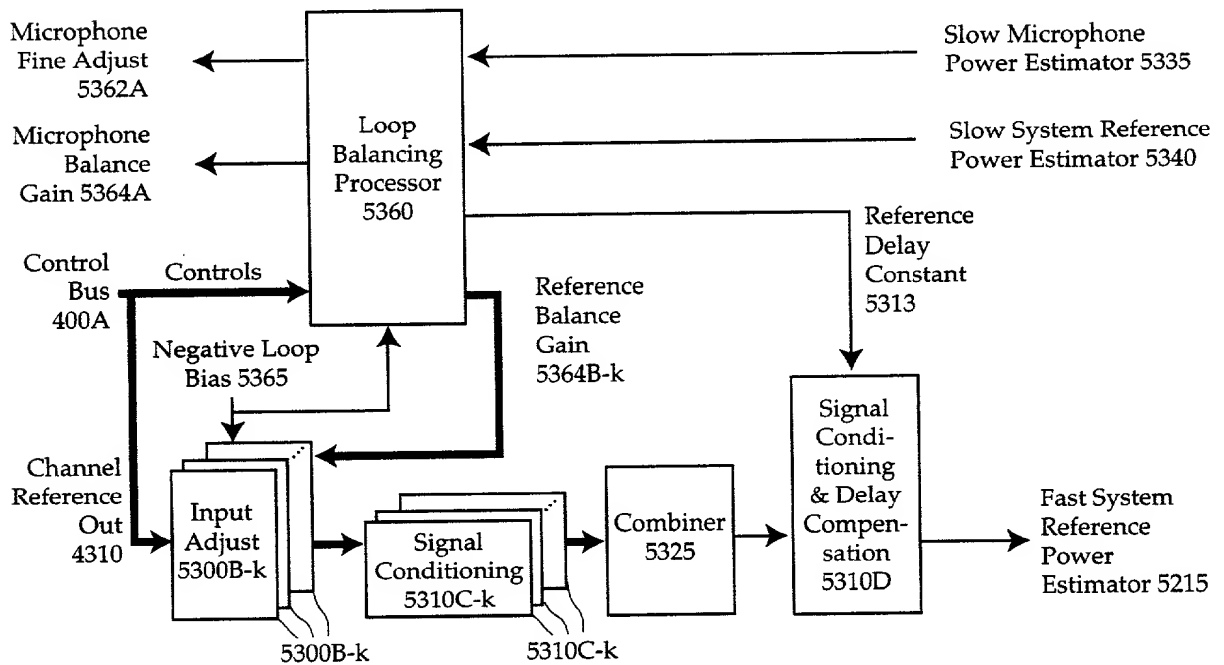 Microphone
Fine Adjust
5362A
Microphone
Balance
Gain 5364A
Loop
Balancing
Processor
5360
Slow Microphone
Power Estimator 5335
Slow System Reference
Power Estimator 5340
Reference
Delay
Constant
5313
Control
Bus
400A
Controls
Reference
Balance
Gain
5364B-k
Negative Loop
Bias 5365
Channel
Reference
Out
4310
Input
Adjust
5300B-k
5300B-k
Signal
Conditioning
5310C-k
5310C-k
Combiner
5325
Signal
Condi-
tioning
& Delay
Compen-
sation
5310D
Fast System
Reference
Power
Estimator 5215